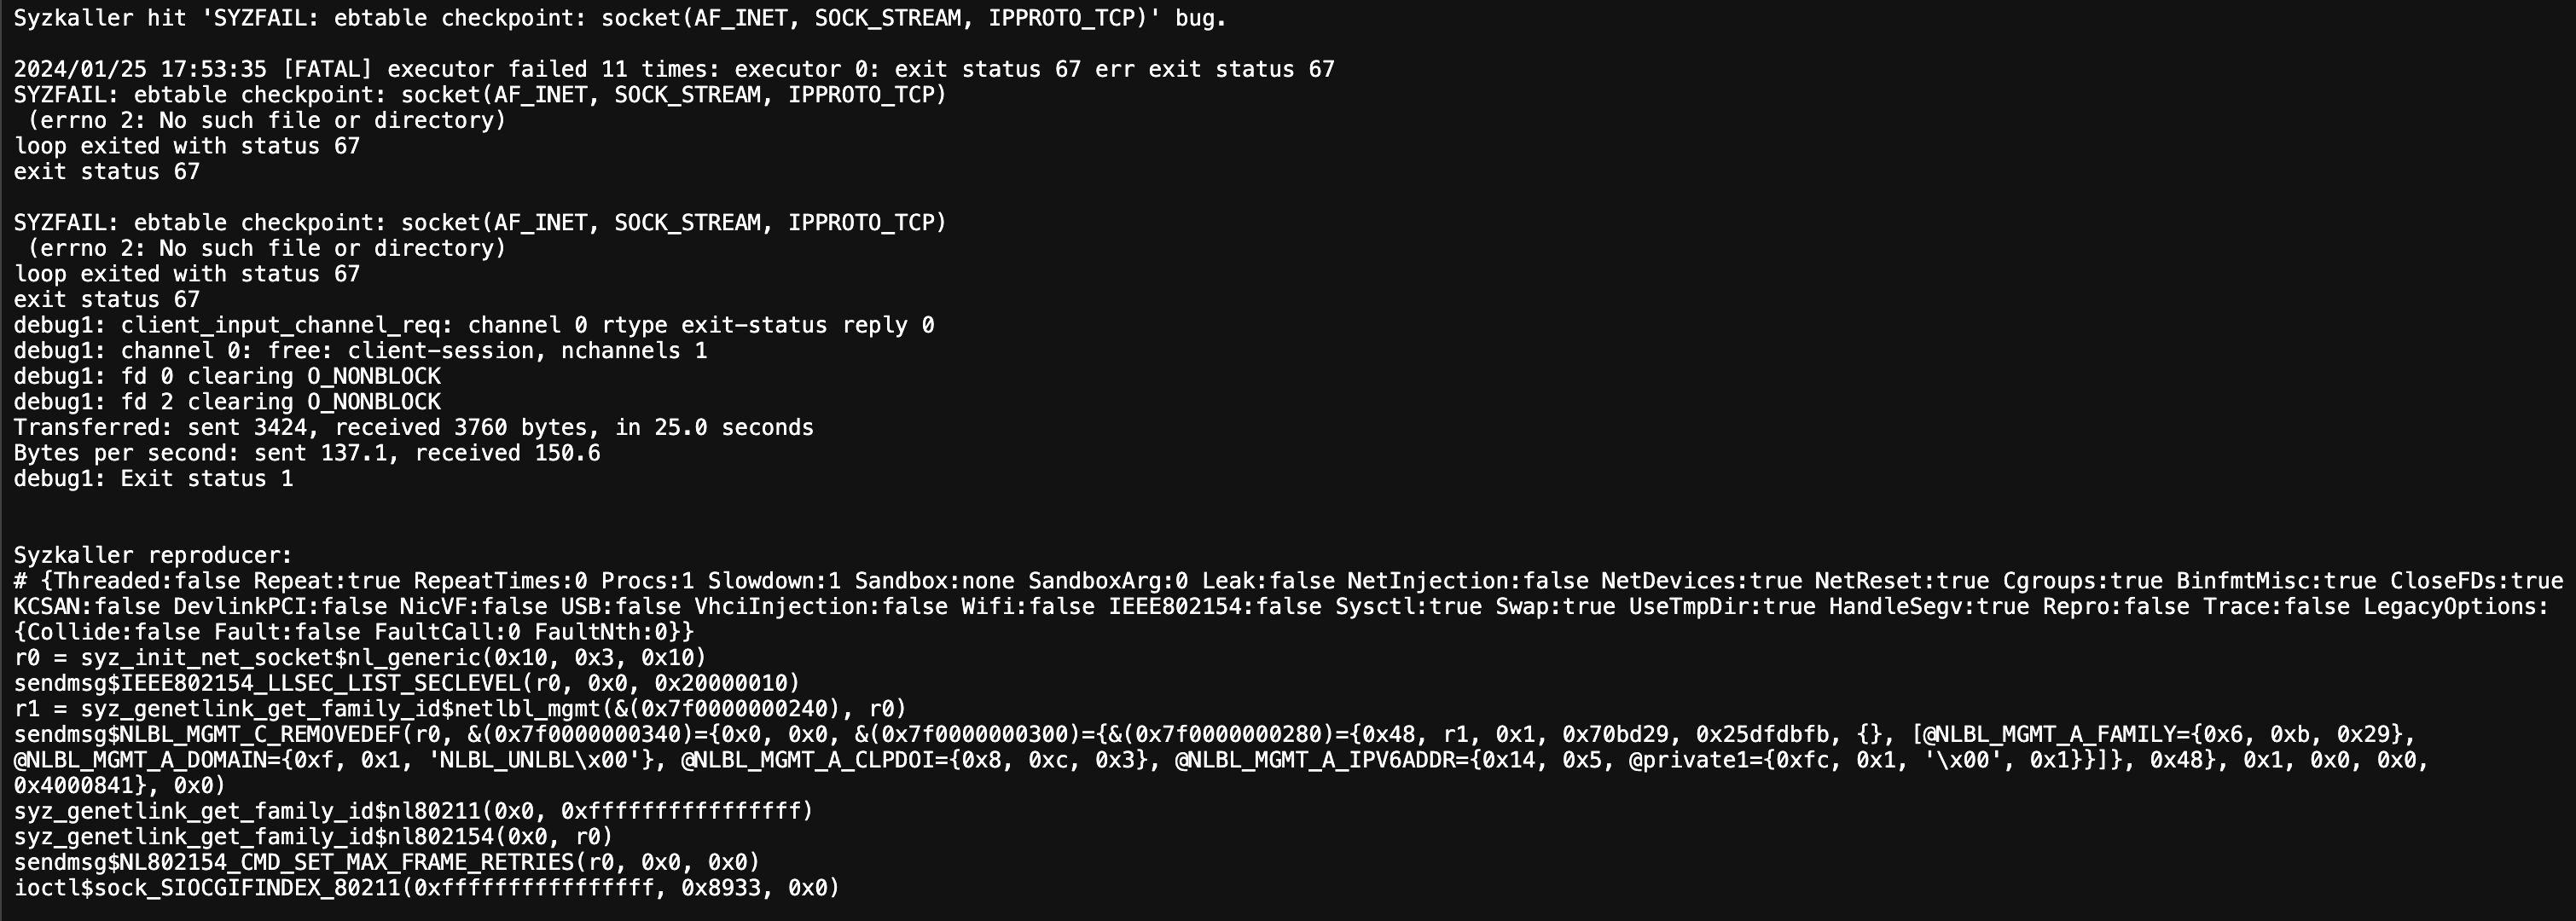 Syzkaller hit 'SYZFAIL: ebtable checkpoint: socket(AF_INET, SOCK_STREAM, IPPROTO_TCP)' bug.
2024/01/25 17:53:35 [FATAL] executor failed 11 times: executor 0: exit status 67 err exit status 67
SYZFAIL: ebtable checkpoint: socket(AF_INET, SOCK_STREAM, IPPROTO_TCP)
 (errno 2: No such file or directory)
loop exited with status 67
exit status 67
SYZFAIL: ebtable checkpoint: socket(AF_INET, SOCK_STREAM, IPPROTO_TCP)
 (errno 2: No such file or directory)
loop exited with status 67
exit status 67
debug1: client_input_channel_req: channel 0 rtype exit-status reply 0
debug1: channel 0: free: client-session, nchannels 1
debug1: fd 0 clearing O_NONBLOCK
debug1: fd 2 clearing O_NONBLOCK
Transferred: sent 3424, received 3760 bytes, in 25.0 seconds
Bytes per second: sent 137.1, received 150.6
debug1: Exit status 1
Syzkaller reproducer:
# {Threaded:false Repeat:true RepeatTimes:0 Procs:1 Slowdown:1 Sandbox:none SandboxArg:0 Leak:false NetInjection:false NetDevices:true NetReset:true Cgroups:true BinfmtMisc:true CloseFDs:true
KCSAN:false DevlinkPCI:false NicVF:false USB:false VhciInjection:false Wifi:false IEEE802154:false Sysctl:true Swap:true UseTmpDir:true HandleSegv:true Repro:false Trace:false LegacyOptions:
{Collide:false Fault:false FaultCall:0 FaultNth:0}}
r0 = syz_init_net_socket$nl_generic(0x10, 0x3, 0x10)
sendmsg$IEEE802154_LLSEC_LIST_SECLEVEL(r0, 0x0, 0x20000010)
r1 = syz_genetlink_get_family_id$netlbl_mgmt(&(0x7f0000000240), r0)
sendmsg$NLBL_MGMT_C_REMOVEDEF(r0, &(0x7f0000000340)={0x0, 0x0, &(0x7f0000000300)={&(0x7f0000000280)={0x48, r1, 0x1, 0x70bd29, 0x25dfdbfb, {}, [@NLBL_MGMT_A_FAMILY={0x6, 0xb, 0x29},
@NLBL_MGMT_A_DOMAIN={0xf, 0x1, 'NLBL_UNLBL\x00'}, @NLBL_MGMT_A_CLPDOI={0x8, 0xc, 0x3}, @NLBL_MGMT_A_IPV6ADDR={0x14, 0x5, @private1={0xfc, 0x1, '\x00', 0x1}}]}, 0x48}, 0x1, 0x0, 0x0,
0x4000841}, 0x0)
syz_genetlink_get_family_id$nl80211(0x0, 0xffffffffffffffff)
syz_genetlink_get_family_id$nl802154(0x0, r0)
sendmsg$NL802154_CMD_SET_MAX_FRAME_RETRIES(r0, 0x0, 0x0)
ioctl$sock_SIOCGIFINDEX_80211(0xffffffffffffffff, 0x8933, 0x0)